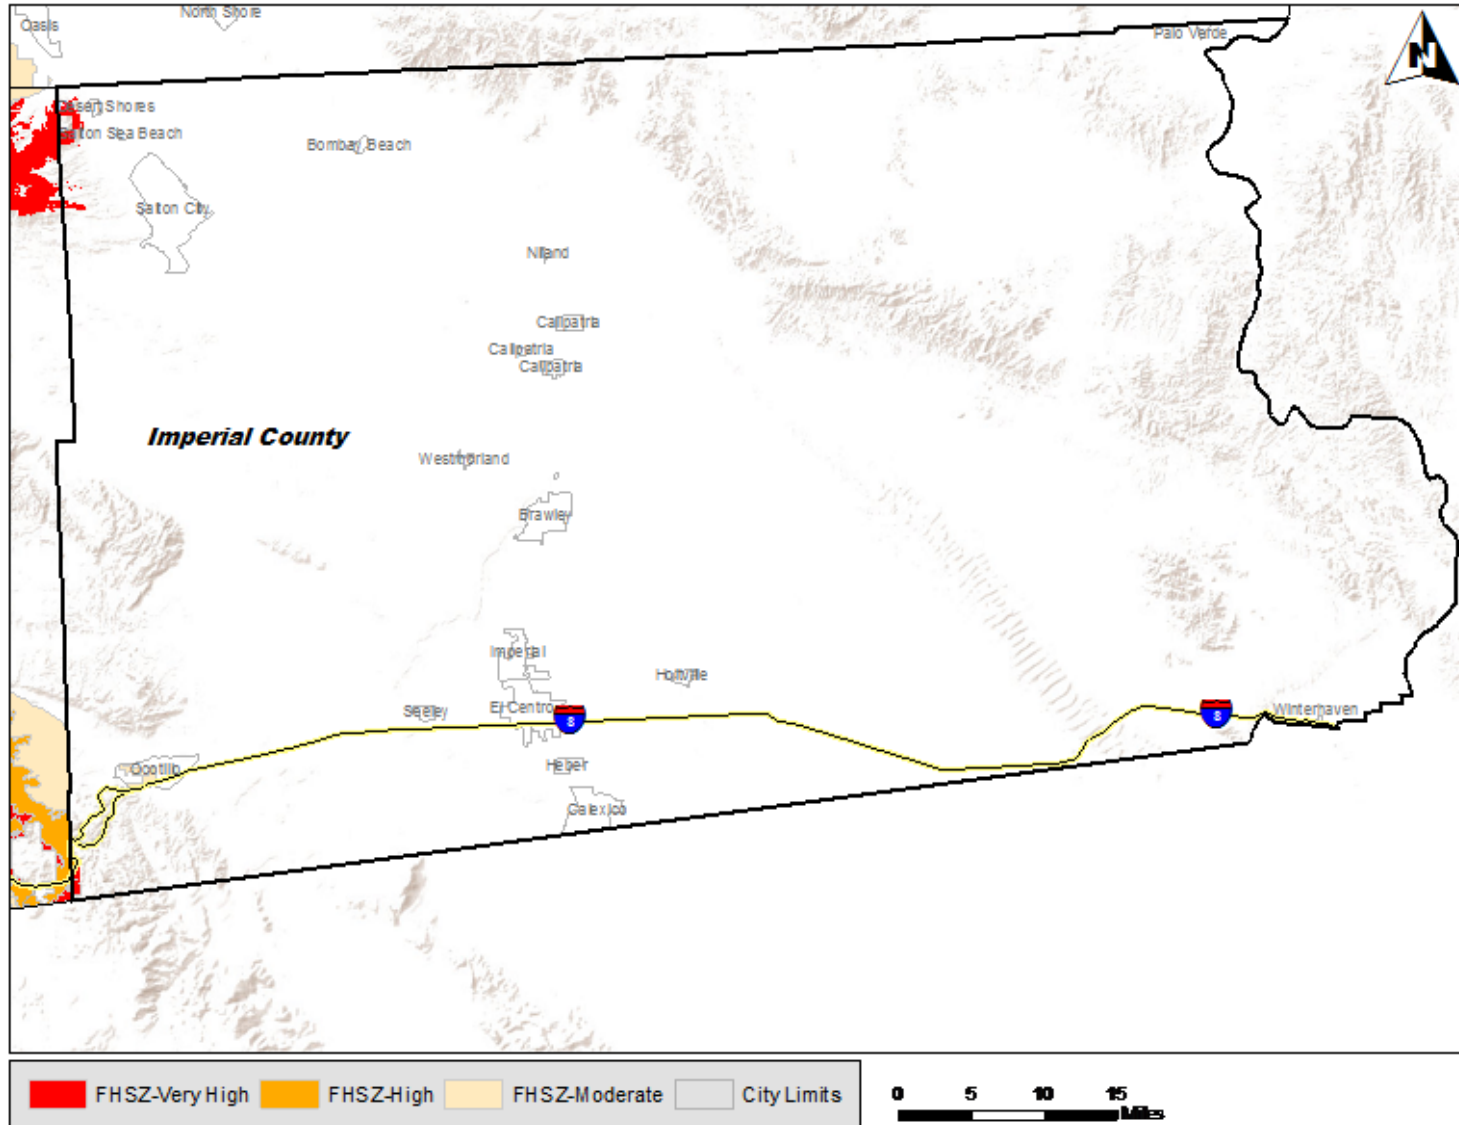 North Shore
Oasis
Palo Verde
N
Desert Shores
Salton Sea Beach
Bombay Beach
Salton City
Niland
Calipatria
Calipatria
Calipatria
Imperial County
Westmorland
Brawley
Imperial
Holtville
Seeley
El Centro
8
8
Winterhaven
Ocotillo
Heber
Calexico
FHSZ-Very High
FHSZ-High
FHSZ-Moderate
City Limits
0 5 10 15
Miles